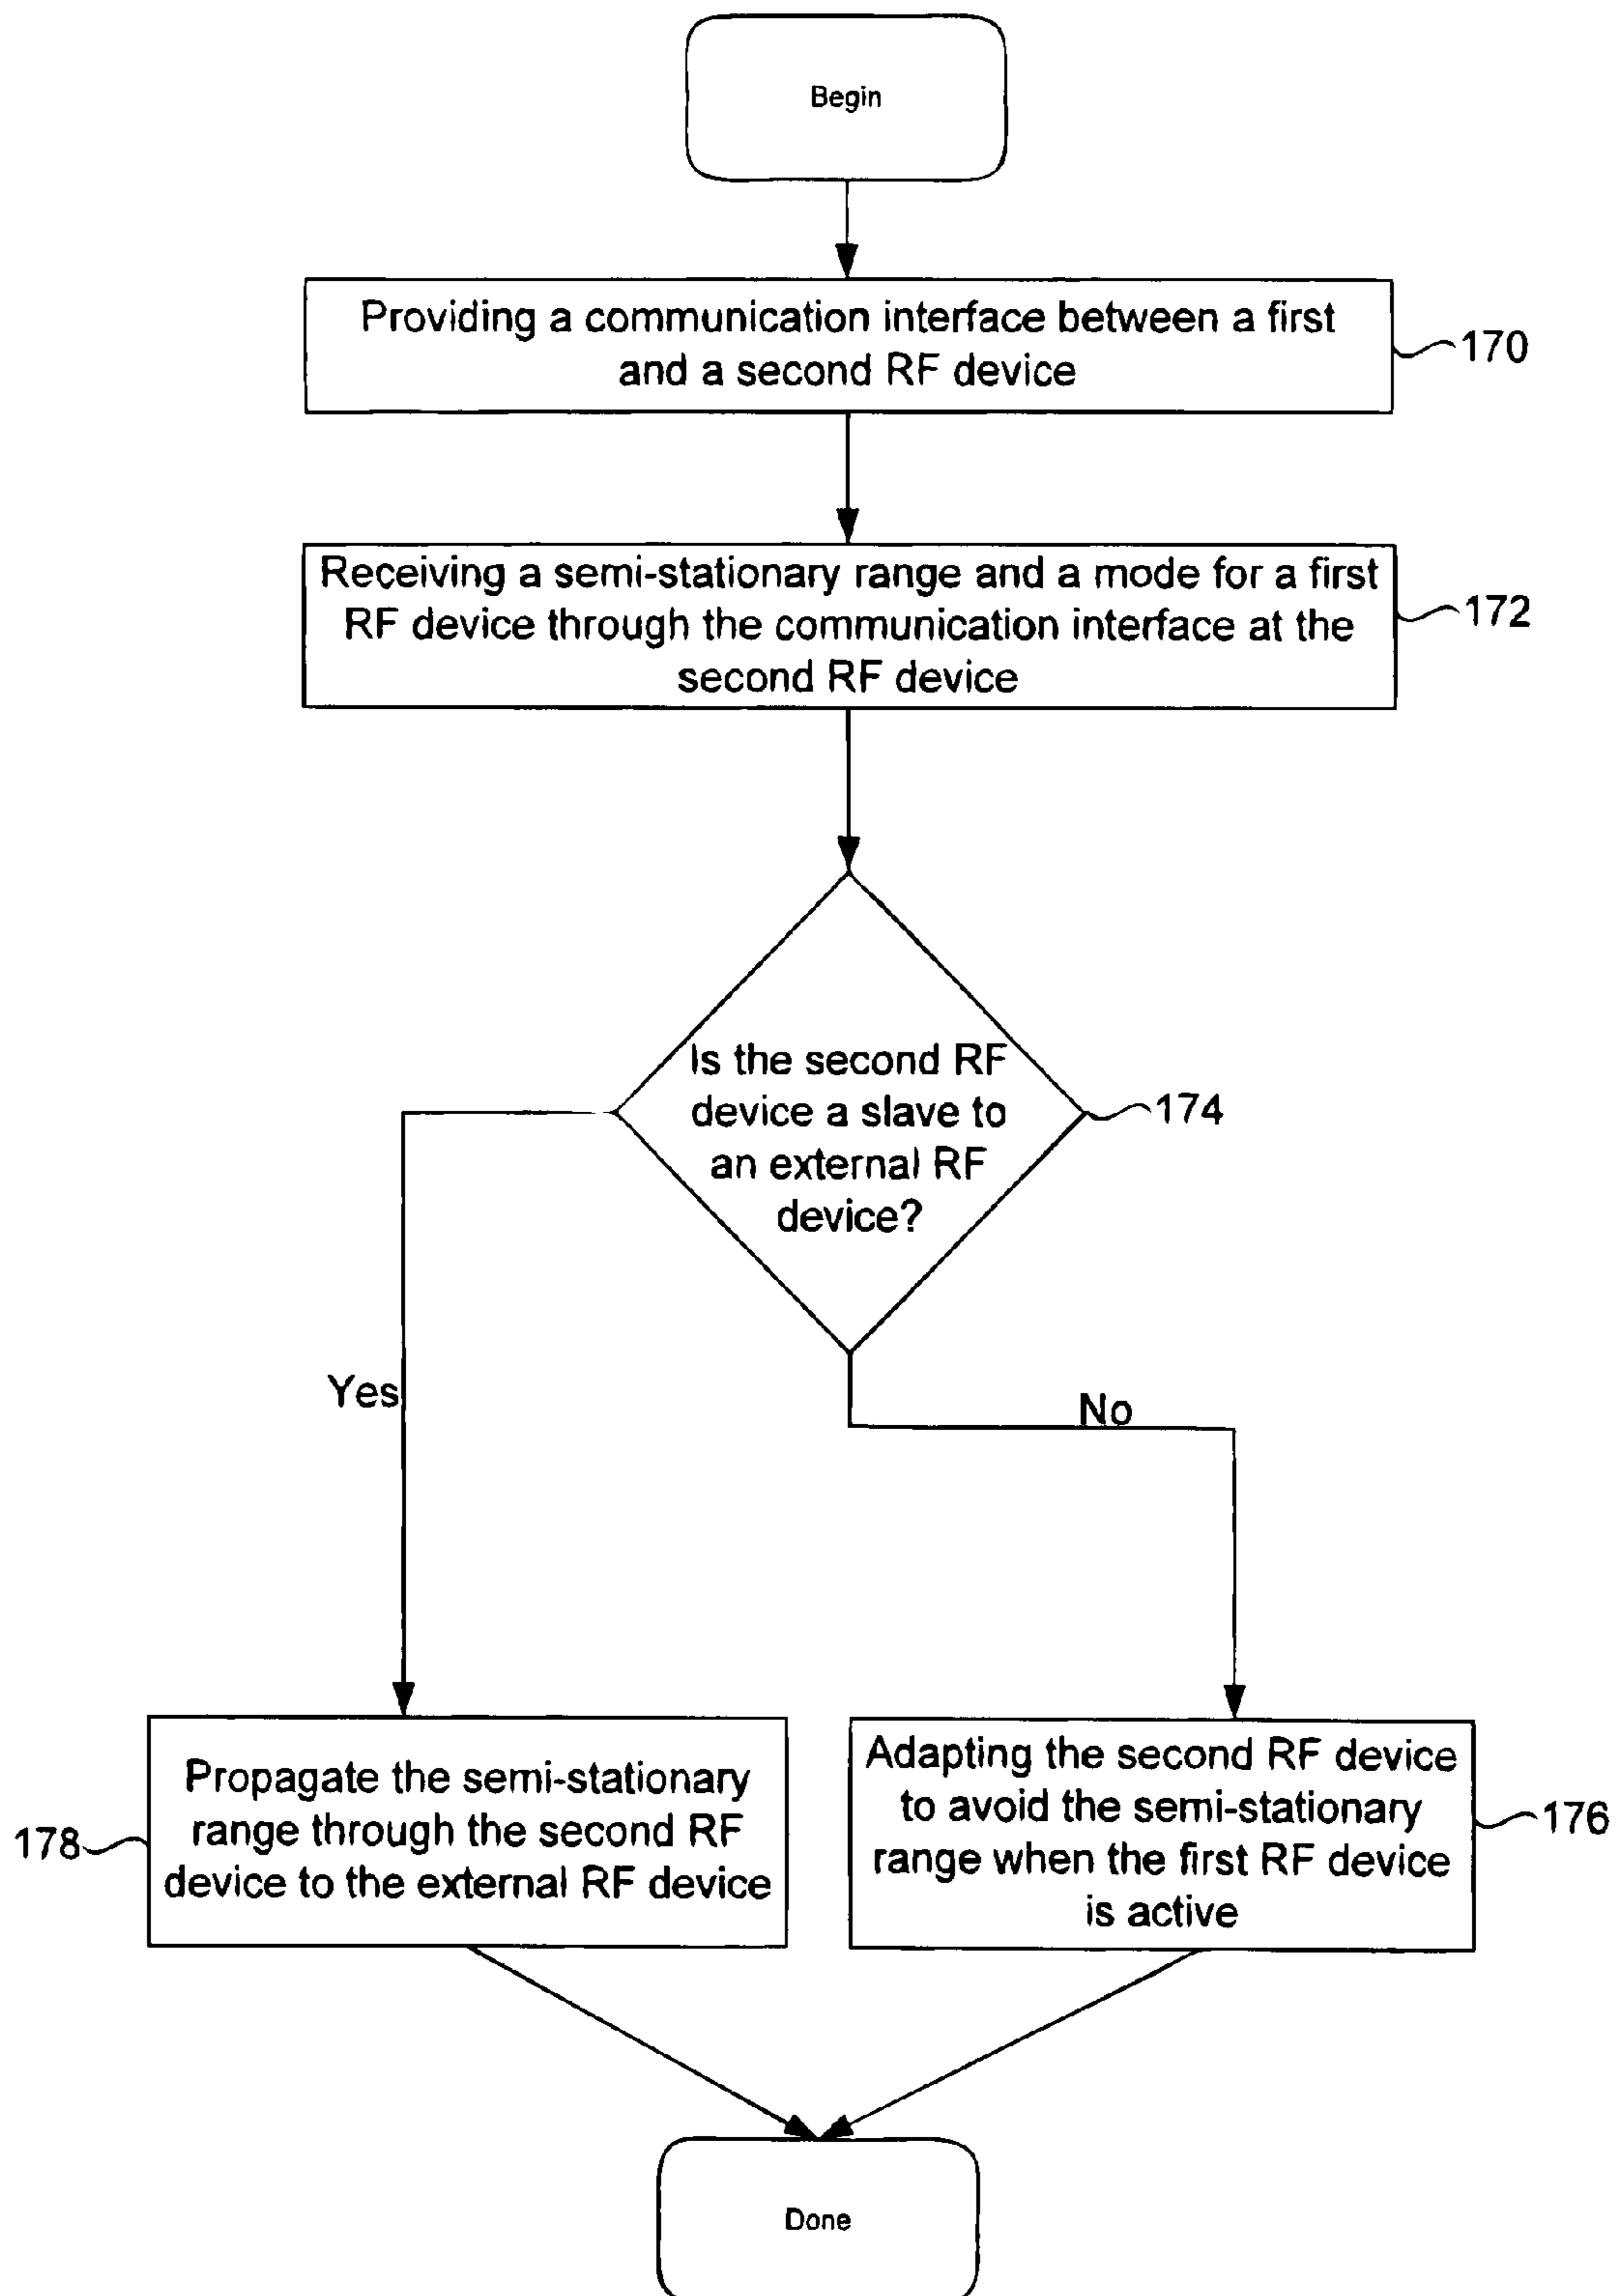 Begin
Providing a communication interface between a first
and a second RF device
170
Receiving a semi-stationary range and a mode for a first
RF device through the communication interface at the
second RF device
172
Is the second RF
device a slave to
an external RF
device?
174
Yes
No
Propagate the semi-stationary
range through the second RF
device to the external RF device
178
Adapting the second RF device
to avoid the semi-stationary
range when the first RF device
is active
176
Done